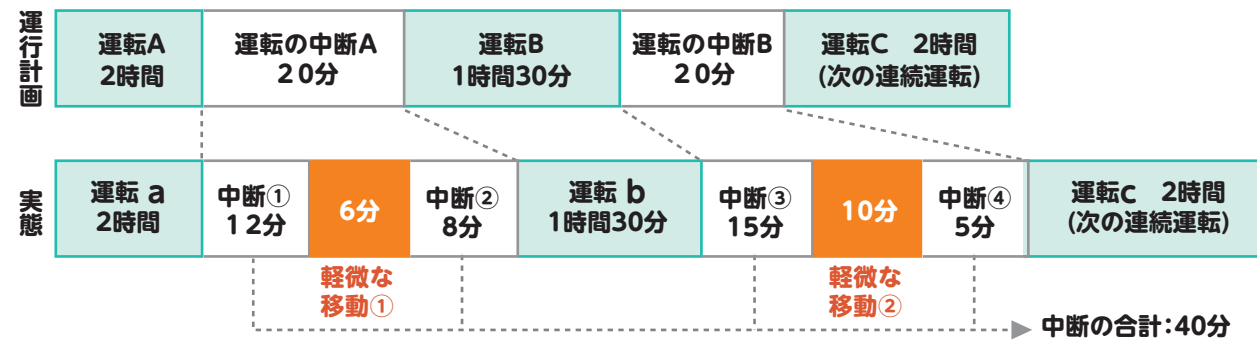 運行計画
運転A
2時間
運転の中断A
20分
運転B
1時間30分
運転の中断B
20分
運転C 2時間
(次の連続運転)
実態
運転 a
2時間
中断①
12分
6分
中断②
8分
運転 b
1時間30分
中断③
15分
10分
中断④
5分
運転c 2時間
(次の連続運転)
軽微な
移動①
軽微な
移動②
中断の合計:40分